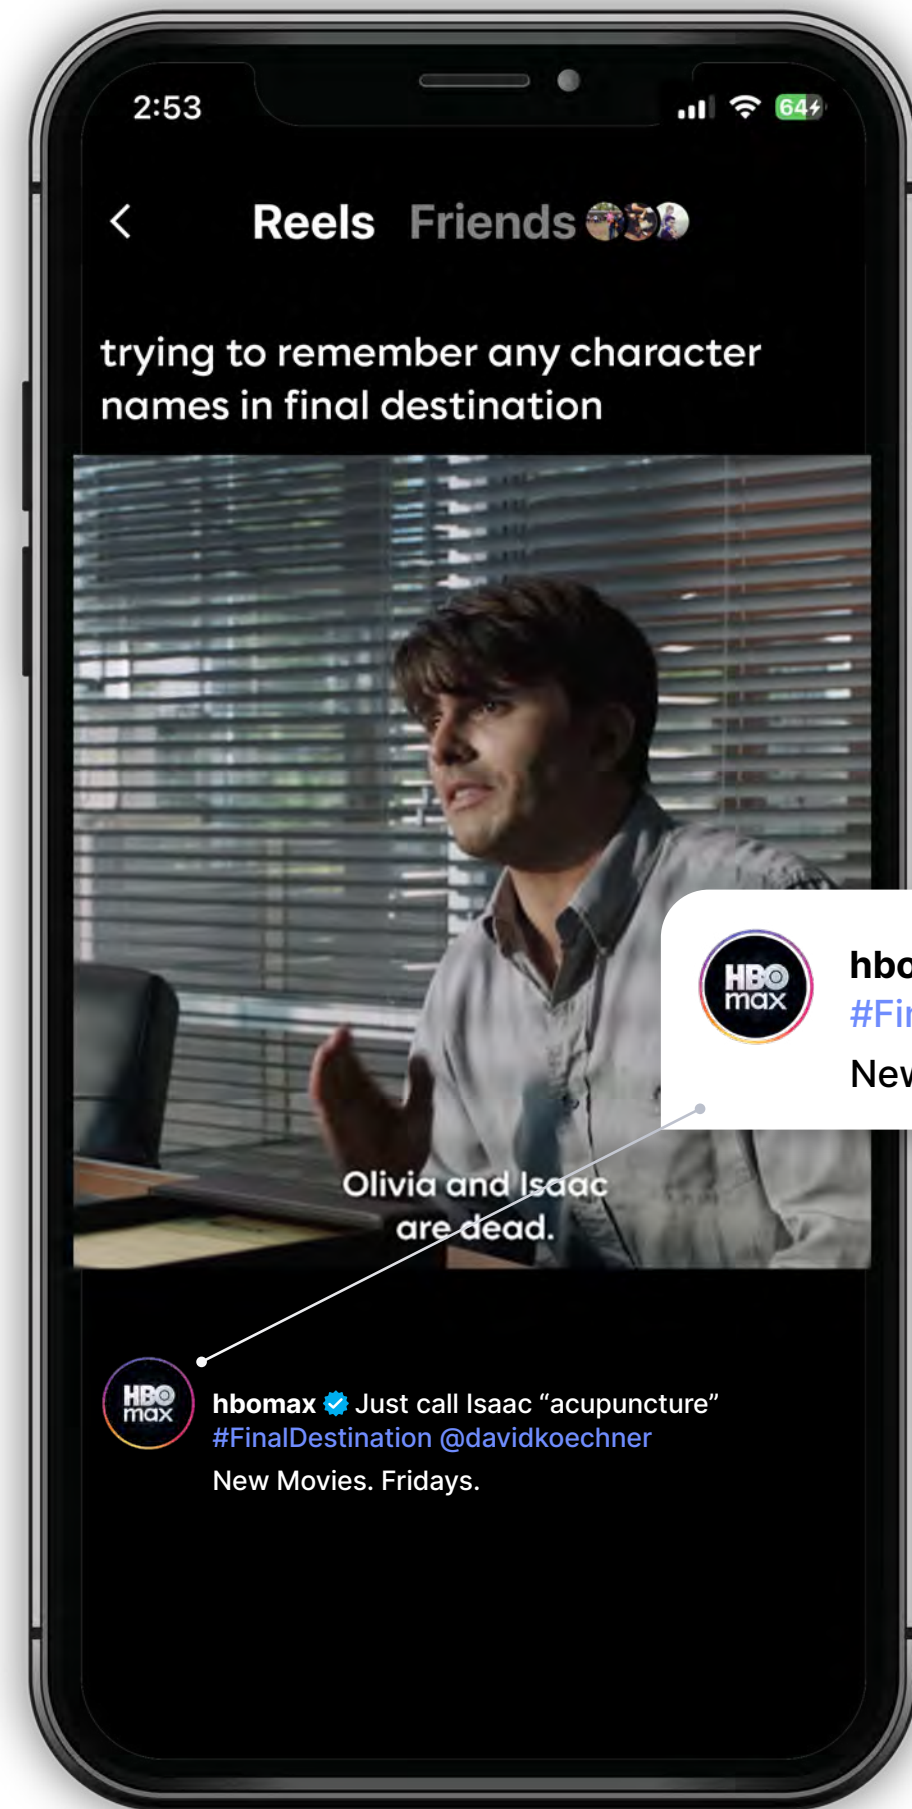 2:53
64
Reels Friends
trying to remember any character
names in final destination
Olivia and Isaac
are dead.
HBO
max
hbomax Just call Isaac “acupuncture”
#FinalDestination @davidkoechner
New Movies. Fridays.
HBO
max
hbo
#Fin
New